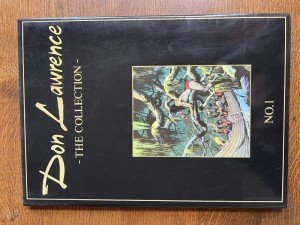 Don Lawrence
- THE COLLECTION -
NO.1